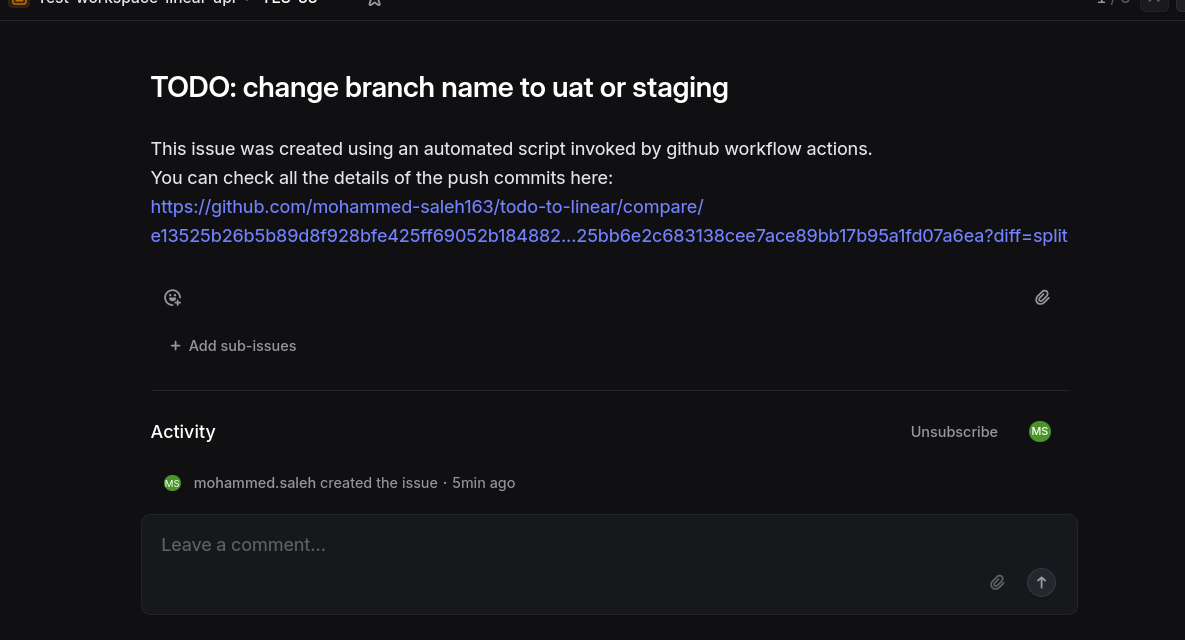 TODO: change branch name to uat or staging
This issue was created using an automated script invoked by github workflow actions.
You can check all the details of the push commits here:
https://github.com/mohammed-saleh163/todo-to-linear/compare/
e13525b26b5b89d8f928bfe425ff69052b184882...25bb6e2c683138cee7ace89bb17b95a1fd07a6ea?diff=split
+ Add sub-issues
Activity
Unsubscribe
MS
MS
mohammed.saleh created the issue · 5min ago
Leave a comment...